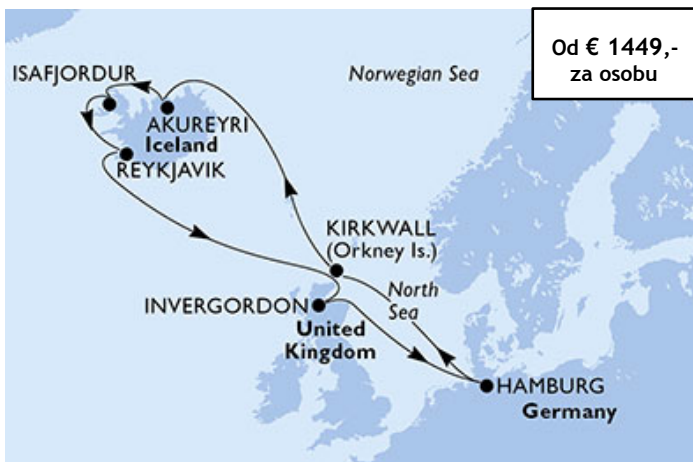 Od € 1449,-
za osobu
Norwegian Sea
ISAFJORDUR
AKUREYRI
Iceland
REYKJAVIK
KIRKWALL
(Orkney Is.)
North
Sea
INVERGORDON
United
Kingdom
HAMBURG
Germany